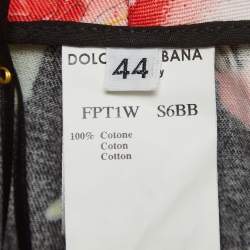 DOLC BANA
44
FPT1W S6BB
100% Cotone
Coton
Cotton